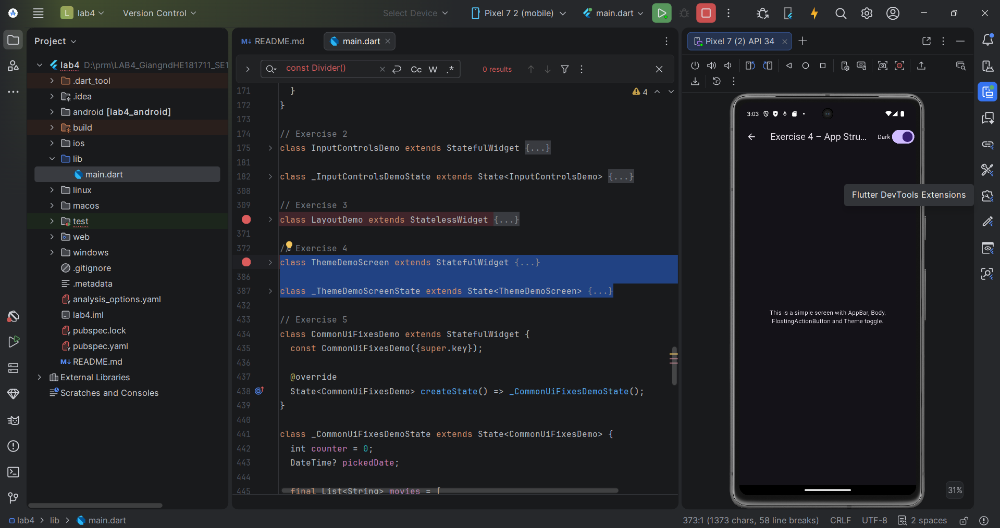 L lab4
Version Control
Select Device
Pixel 7 2 (mobile)
main.dart
Project
README.md
main.dart
Pixel 7 (2) API 34
lab4 D:\prm\LAB4_GiangndHE181711_SE1
.dart_tool
.idea
android [lab4_android]
build
ios
lib
main.dart
linux
macos
test
web
windows
.gitignore
.metadata
analysis_options.yaml
lab4.iml
pubspec.lock
pubspec.yaml
README.md
External Libraries
Scratches and Consoles
const Divider()
Cc W .*
0 results
4
171 }
172 }
173
174 // Exercise 2
175 class InputControlsDemo extends StatefulWidget {...}
181
182 class _InputControlsDemoState extends State<InputControlsDemo> {...}
308
309 // Exercise 3
class LayoutDemo extends StatelessWidget {...}
371
372 // Exercise 4
class ThemeDemoScreen extends StatefulWidget {...}
386
387 class _ThemeDemoScreenState extends State<ThemeDemoScreen> {...}
432
433 // Exercise 5
434 class CommonUiFixesDemo extends StatefulWidget {
435 const CommonUiFixesDemo({super.key});
436
437 @override
438 State<CommonUiFixesDemo> createState() => _CommonUiFixesDemoState();
439 }
440
441 class _CommonUiFixesDemoState extends State<CommonUiFixesDemo> {
442 int counter = 0;
443 DateTime? pickedDate;
444
445 final List<String> movies = [
3:03
Exercise 4 – App Stru...
Dark
Flutter DevTools Extensions
This is a simple screen with AppBar, Body,
FloatingActionButton and Theme toggle.
31%
lab4 > lib > main.dart
373:1 (1373 chars, 58 line breaks)
CRLF
UTF-8
2 spaces